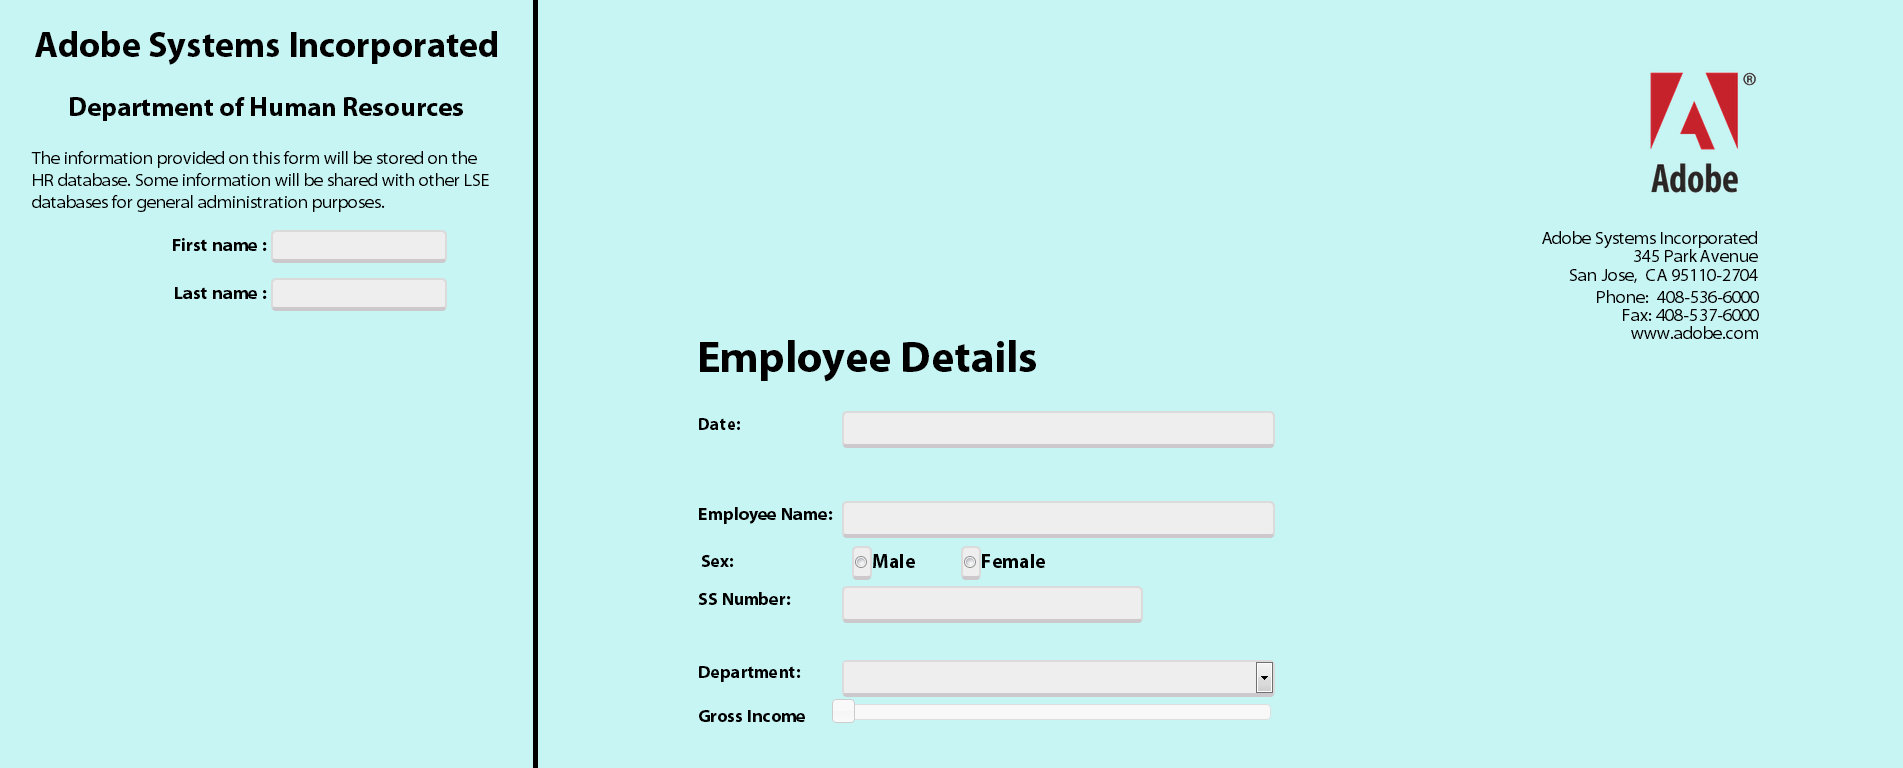 Adobe Systems Incorporated
Department of Human Resources
The information provided on this form will be stored on the
HR database. Some information will be shared with other LSE
databases for general administration purposes.
First name :
Last name :
®
Adobe
Adobe Systems Incorporated
345 Park Avenue
San Jose, CA 95110-2704
Phone: 408-536-6000
Fax: 408-537-6000
www.adobe.com
Employee Details
Date:
Employee Name:
Sex: Male Female
SS Number:
Department:
Gross Income